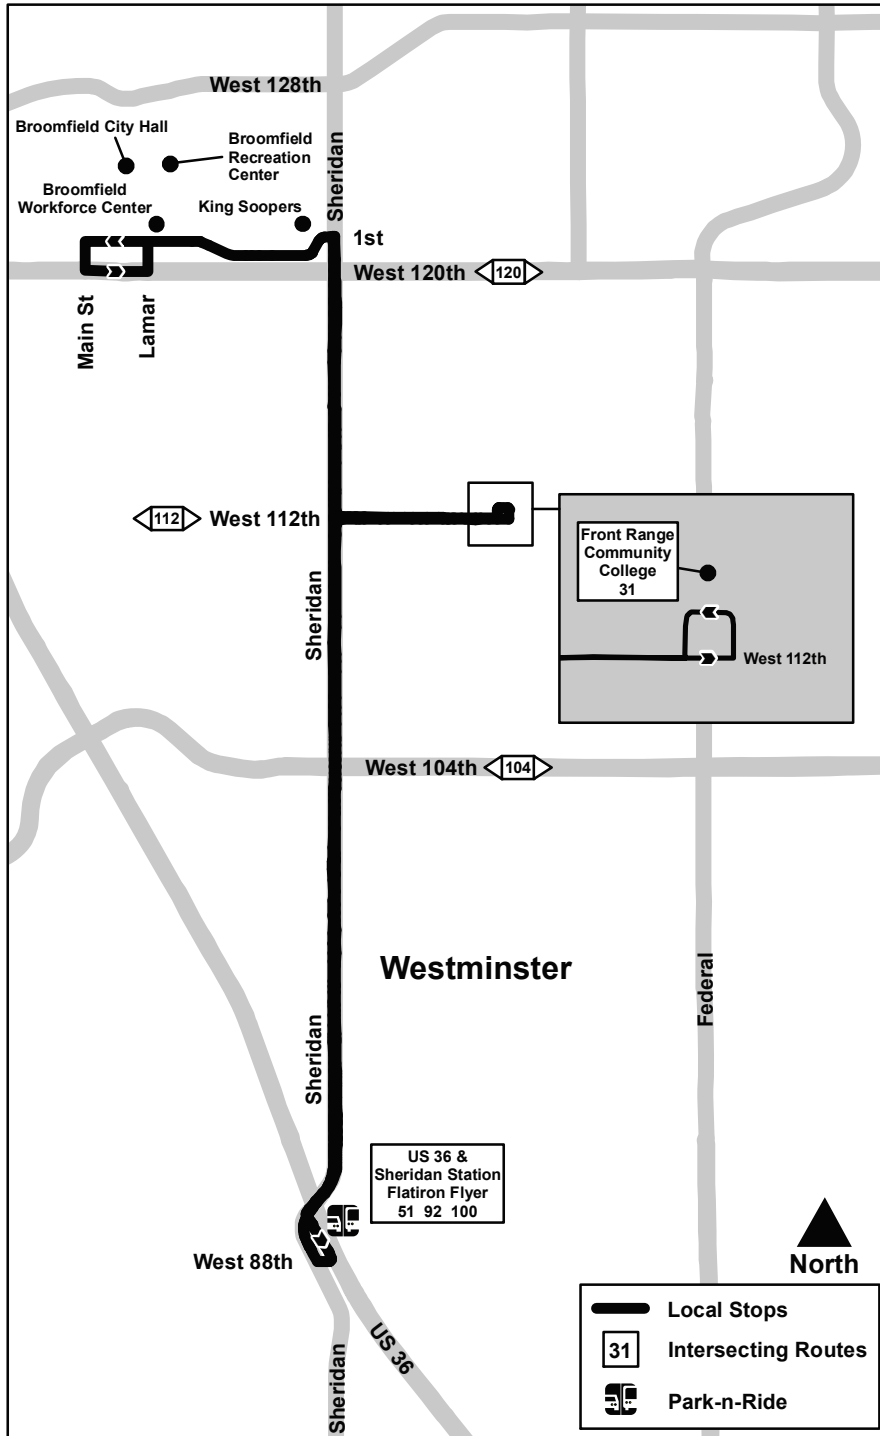 West 128th
Broomfield City Hall
Broomfield
Recreation
Center
Sheridan
Broomfield
Workforce Center
King Soopers
1st
West 120th
120
Main St
Lamar
112
West 112th
Front Range
Community
College
31
West 112th
Sheridan
West 104th
104
Westminster
Federal
Sheridan
US 36 &
Sheridan Station
Flatiron Flyer
51 92 100
West 88th
North
US 36
Sheridan
Local Stops
31
Intersecting Routes
Park-n-Ride